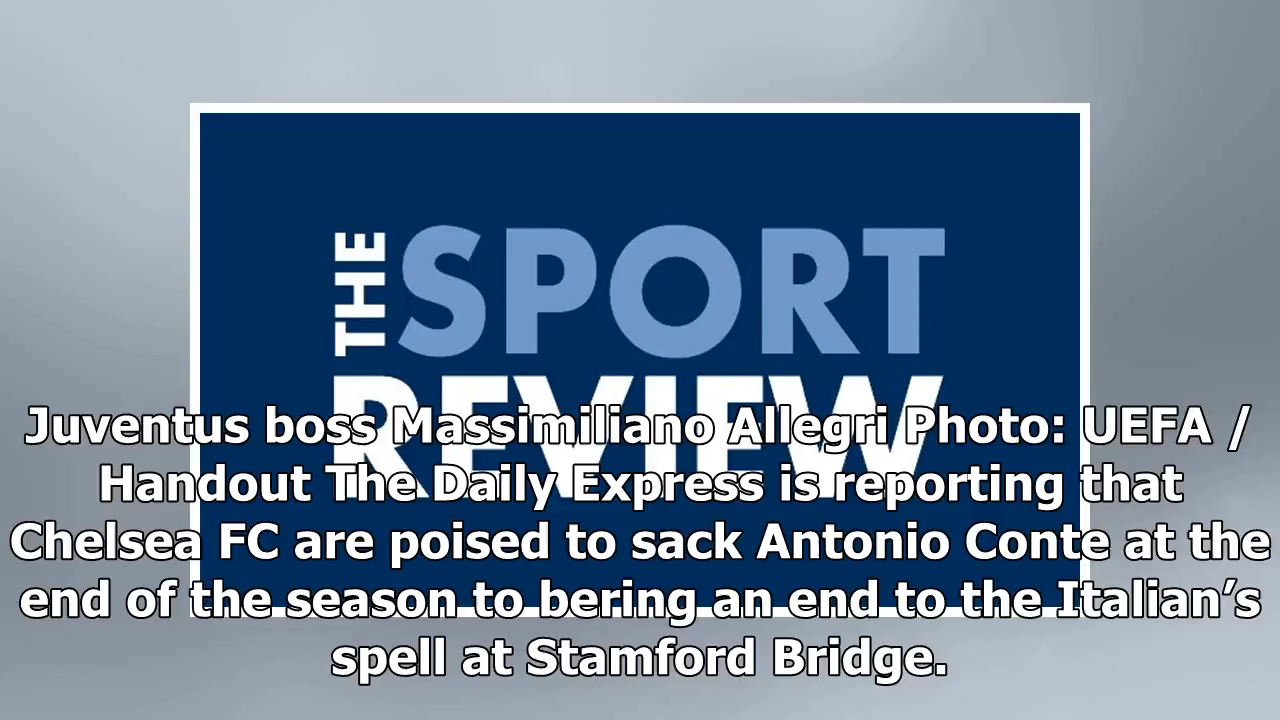 THE
SPORT
REVIEW
Juventus boss Massimiliano Allegri Photo: UEFA /
Handout The Daily Express is reporting that
Chelsea FC are poised to sack Antonio Conte at the
end of the season to bering an end to the Italian’s
spell at Stamford Bridge.